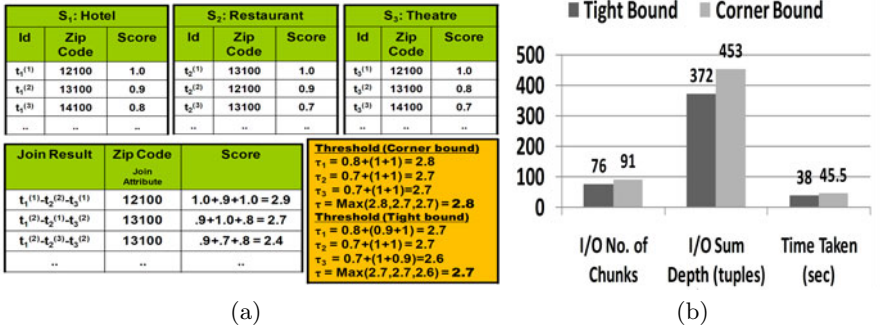 S1: Hotel
Id Zip Code Score
t1(1) 12100 1.0
t1(2) 13100 0.9
t1(3) 14100 0.8
.. .. ..
S2: Restaurant
Id Zip Code Score
t2(1) 13100 1.0
t2(2) 12100 0.9
t2(3) 13100 0.7
.. .. ..
S3: Theatre
Id Zip Code Score
t3(1) 12100 1.0
t3(2) 13100 0.8
t3(3) 14100 0.7
.. .. ..
Join Result Zip Code Score
Join Attribute
t1(1)-t2(2)-t3(1) 12100 1.0+.9+1.0 = 2.9
t1(2)-t2(1)-t3(2) 13100 .9+1.0+.8 = 2.7
t1(2)-t2(3)-t3(2) 13100 .9+.7+.8 = 2.4
.. .. ..
Threshold (Corner bound)
τ1 = 0.8+(1+1) = 2.8
τ2 = 0.7+(1+1) = 2.7
τ3 = 0.7+(1+1)=2.7
τ = Max(2.8,2.7,2.7) = 2.8
Threshold (Tight bound)
τ1 = 0.8+(0.9+1) = 2.7
τ2 = 0.7+(1+1) = 2.7
τ3 = 0.7+(1+0.9)=2.6
τ = Max(2.7,2.7,2.6) = 2.7
(a)
Tight Bound Corner Bound
500
400
300
200
100
0
76 91
372 453
38 45.5
I/O No. of Chunks
I/O Sum Depth (tuples)
Time Taken (sec)
(b)